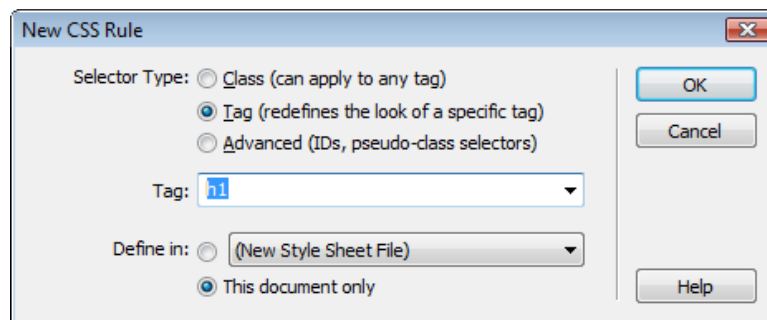 New CSS Rule
Selector Type: Class (can apply to any tag)
OK
Tag (redefines the look of a specific tag)
Cancel
Advanced (IDs, pseudo-class selectors)
Tag: h1
Define in: (New Style Sheet File)
This document only
Help